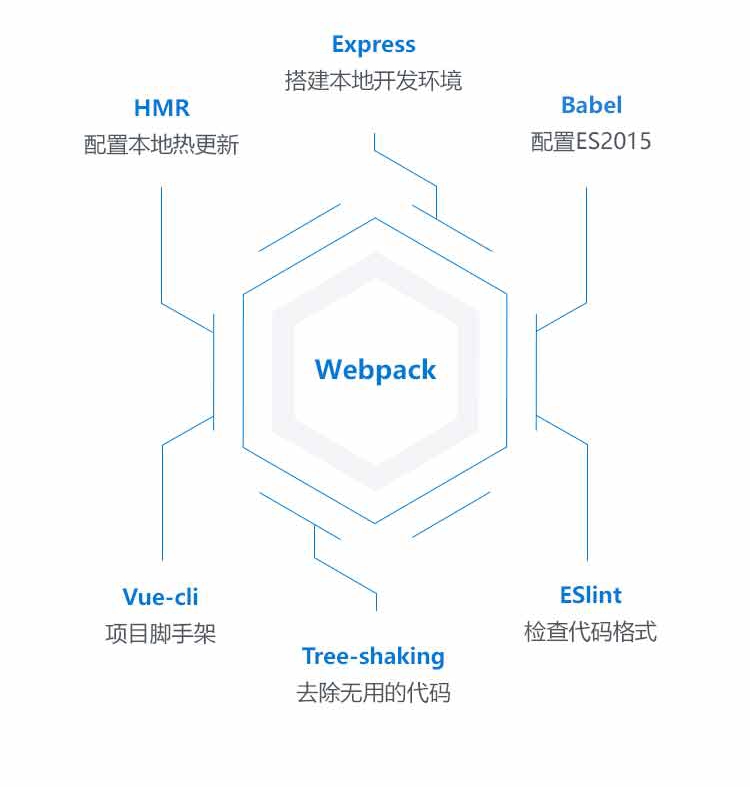 Express
搭建本地开发环境
HMR
配置本地热更新
Babel
配置ES2015
Webpack
Vue-cli
项目脚手架
ESlint
检查代码格式
Tree-shaking
去除无用的代码